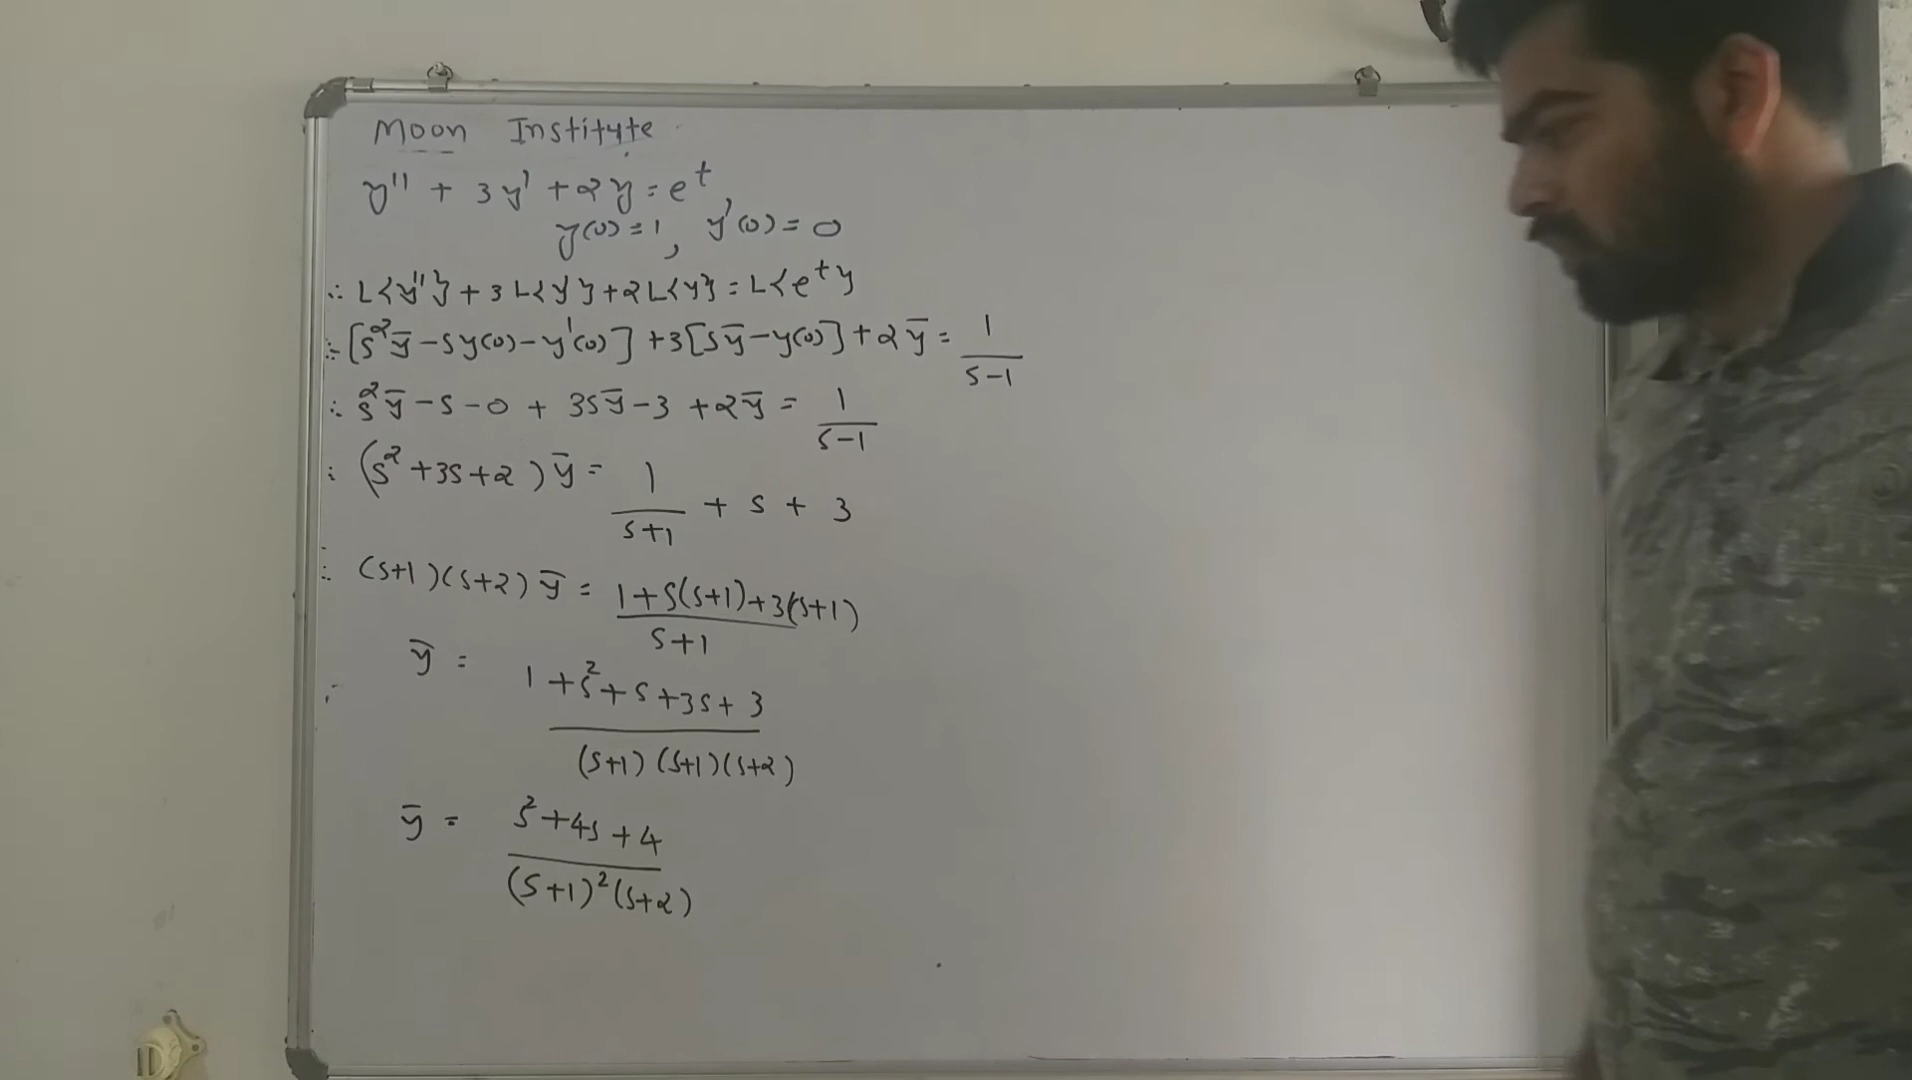 Moon Institute
y'' + 3y' + 2y = e^t,
y(0) = 1, y'(0) = 0
∴ L{y''} + 3L{y'} + 2L{y} = L{e^t}
∴ [s²ȳ - sy(0) - y'(0)] + 3[sȳ - y(0)] + 2ȳ = 1/(s-1)
∴ s²ȳ - s - 0 + 3sȳ - 3 + 2ȳ = 1/(s-1)
: (s² + 3s + 2)ȳ = 1/(s+1) + s + 3
∴ (s+1)(s+2)ȳ = (1 + s(s+1) + 3(s+1))/(s+1)
∴ ȳ = (1 + s² + s + 3s + 3)/((s+1)(s+1)(s+2))
ȳ = (s² + 4s + 4)/((s+1)²(s+2))